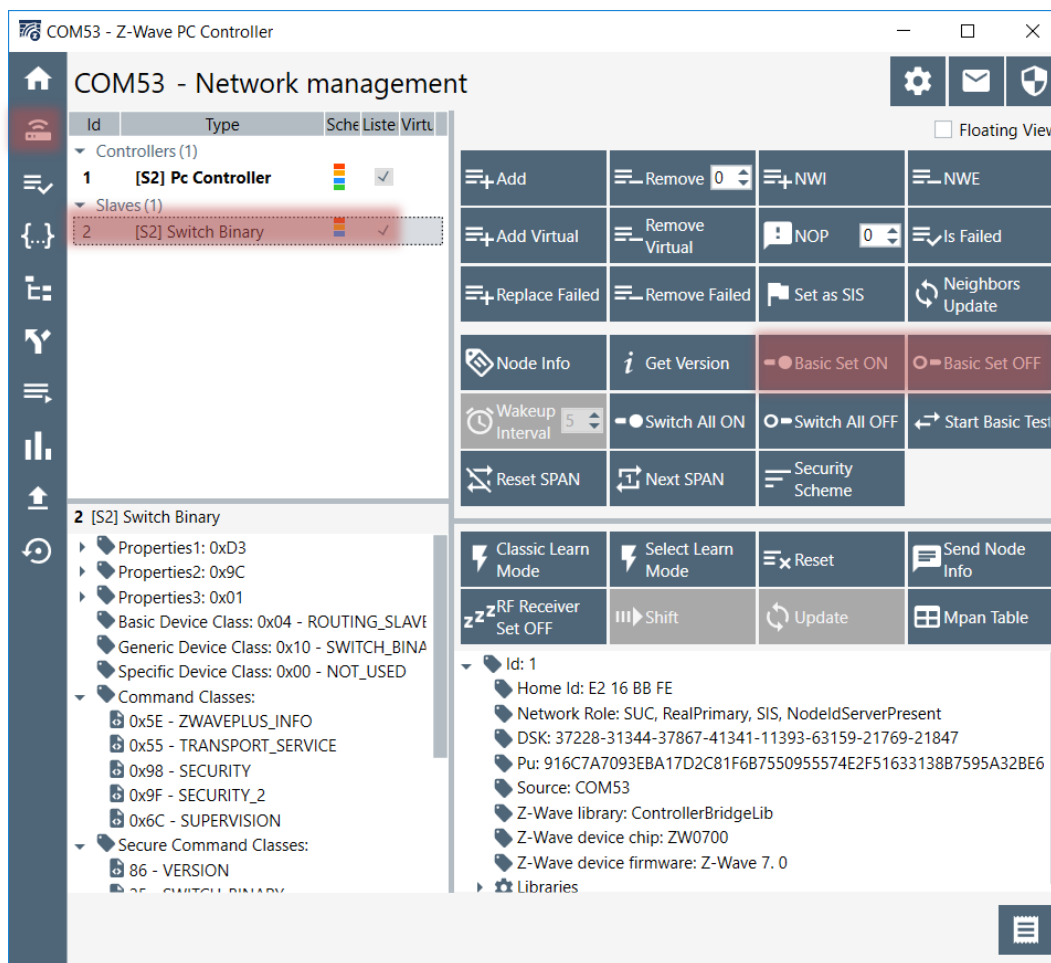 COM53 - Z-Wave PC Controller
COM53 - Network management
Id Type Sche Liste Virtu
Floating View
Controllers (1)
1 [S2] Pc Controller
Slaves (1)
2 [S2] Switch Binary
Add
Remove 0
NWI
NWE
Add Virtual
Remove
Virtual
NOP 0
Is Failed
Replace Failed
Remove Failed
Set as SIS
Neighbors
Update
Node Info
Get Version
Basic Set ON
Basic Set OFF
Wakeup
Interval 5
Switch All ON
Switch All OFF
Start Basic Test
Reset SPAN
Next SPAN
Security
Scheme
2 [S2] Switch Binary
Properties1: 0xD3
Properties2: 0x9C
Properties3: 0x01
Basic Device Class: 0x04 - ROUTING_SLAVE
Generic Device Class: 0x10 - SWITCH_BINA
Specific Device Class: 0x00 - NOT_USED
Command Classes:
0x5E - ZWAVEPLUS_INFO
0x55 - TRANSPORT_SERVICE
0x98 - SECURITY
0x9F - SECURITY_2
0x6C - SUPERVISION
Secure Command Classes:
86 - VERSION
25 - SWITCH_BINARY
Classic Learn
Mode
Select Learn
Mode
Reset
Send Node
Info
RF Receiver
Set OFF
Shift
Update
Mpan Table
Id: 1
Home Id: E2 16 BB FE
Network Role: SUC, RealPrimary, SIS, NodeIdServerPresent
DSK: 37228-31344-37867-41341-11393-63159-21769-21847
Pu: 916C7A7093EBA17D2C81F6B7550955574E2F51633138B7595A32BE6
Source: COM53
Z-Wave library: ControllerBridgeLib
Z-Wave device chip: ZW0700
Z-Wave device firmware: Z-Wave 7. 0
Libraries